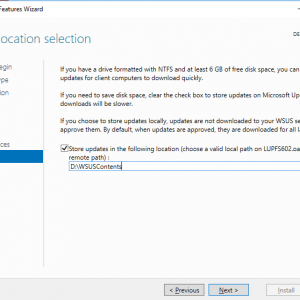 Features Wizard
location selection
DE
egin
If you have a drive formatted with NTFS and at least 6 GB of free disk space, you can
ype
updates for client computers to download quickly.
tion
If you need to save disk space, clear the check box to store updates on Microsoft Up
downloads will be slower.
If you choose to store updates locally, updates are not downloaded to your WSUS se
approve them. By default, when updates are approved, they are downloaded for all la
ces
Store updates in the following location (choose a valid local path on LUPFS602.oa
remote path) :
D:\WSUSContents
< Previous
Next >
Install